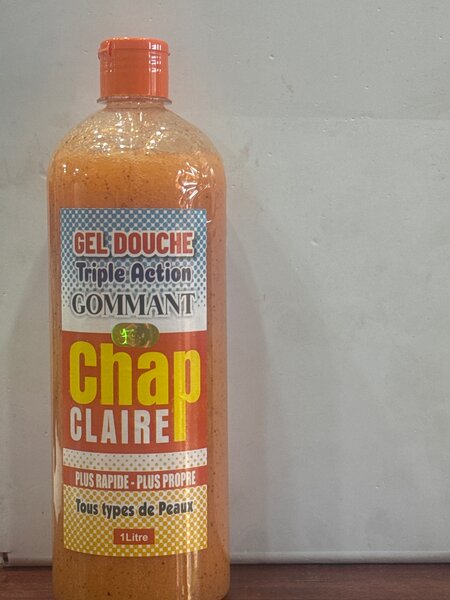 GEL DOUCHE
Triple Action
GOMMANT
Chap
CLAIRE
PLUS RAPIDE - PLUS PROPRE
Tous types de Peaux
1Litre